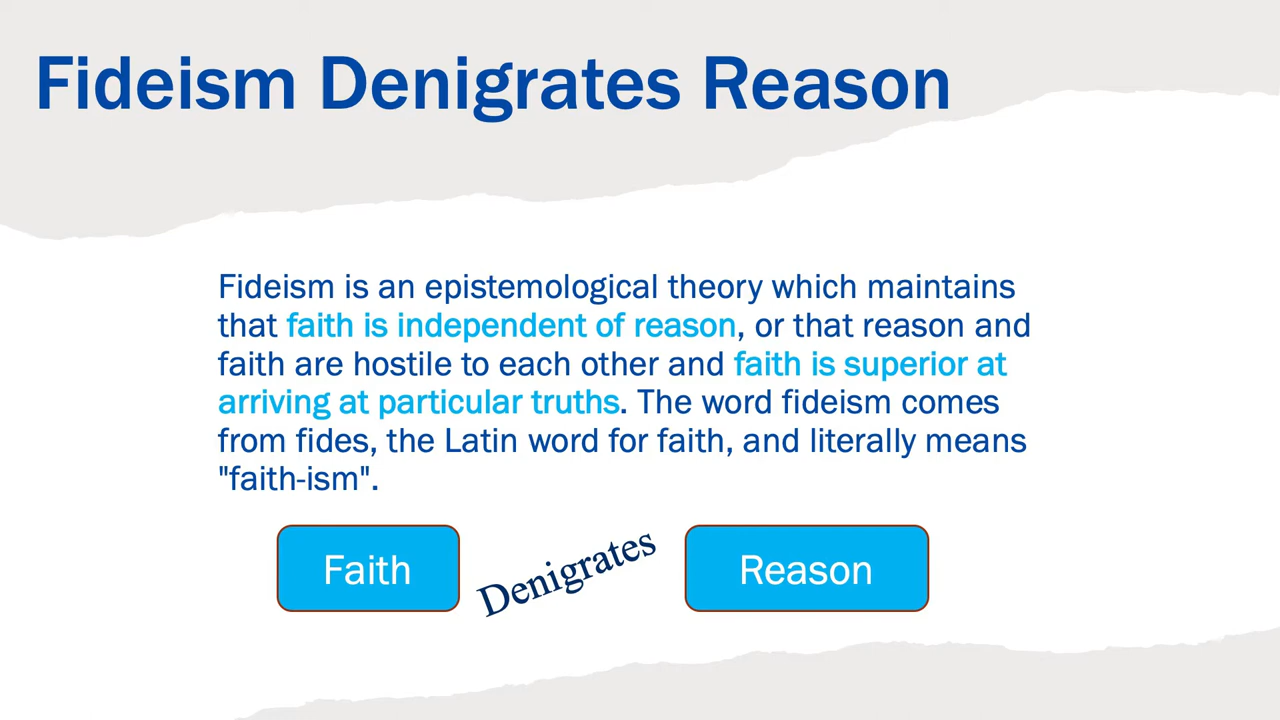 Fideism Denigrates Reason
Fideism is an epistemological theory which maintains
that faith is independent of reason, or that reason and
faith are hostile to each other and faith is superior at
arriving at particular truths. The word fideism comes
from fides, the Latin word for faith, and literally means
"faith-ism".
Faith
Denigrates
Reason